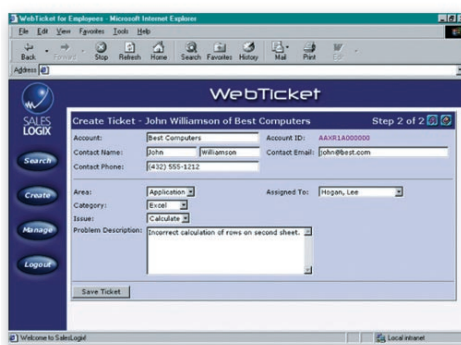 WebTicket for Employees - Microsoft Internet Explorer
File Edit View Favorites Tools Help
Back Forward Stop Refresh Home Search Favorites History Mail Print Edit
Address
WebTicket
SALES
LOGIX
Create Ticket - John Williamson of Best Computers Step 2 of 2
Account: Best Computers Account ID: AAXR1A000000
Contact Name: John Williamson Contact Email: john@best.com
Contact Phone: (432) 555-1212
Search
Create
Manage
Logout
Area: Application Assigned To: Hogan, Lee
Category: Excel
Issue: Calculate
Problem Description: Incorrect calculation of rows on second sheet.
Save Ticket
Welcome to SalesLogix! Local intranet